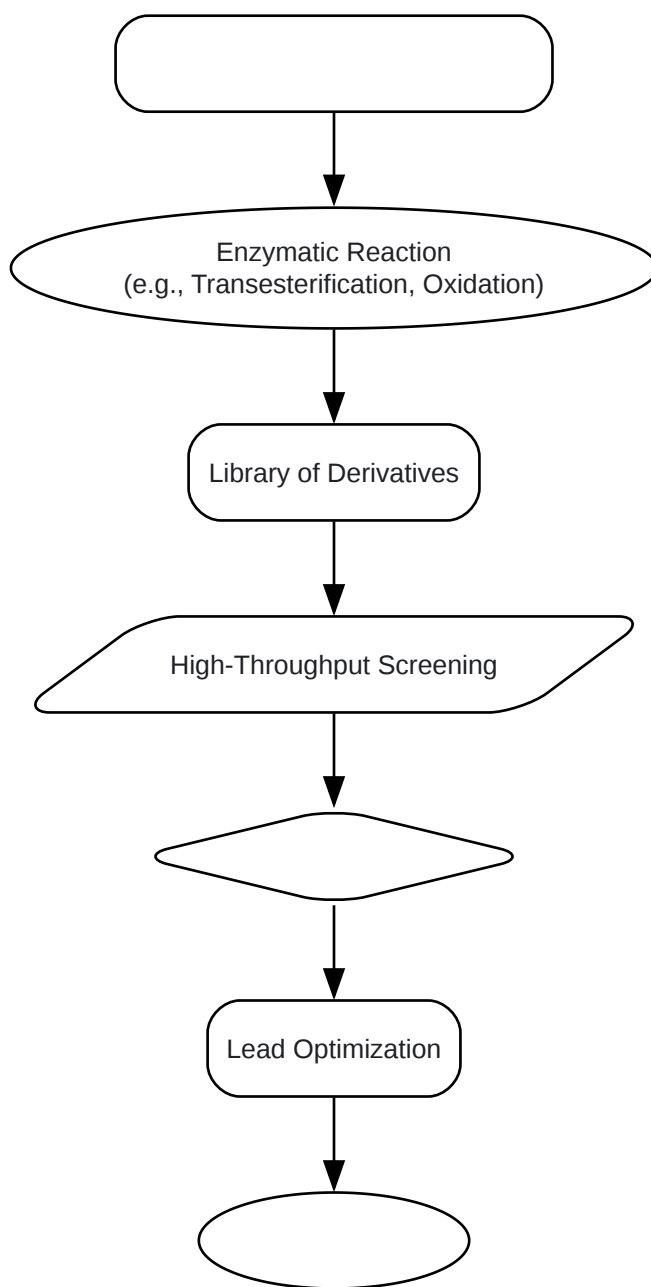 Enzymatic Reaction
(e.g., Transesterification, Oxidation)
Library of Derivatives
High-Throughput Screening
Lead Optimization